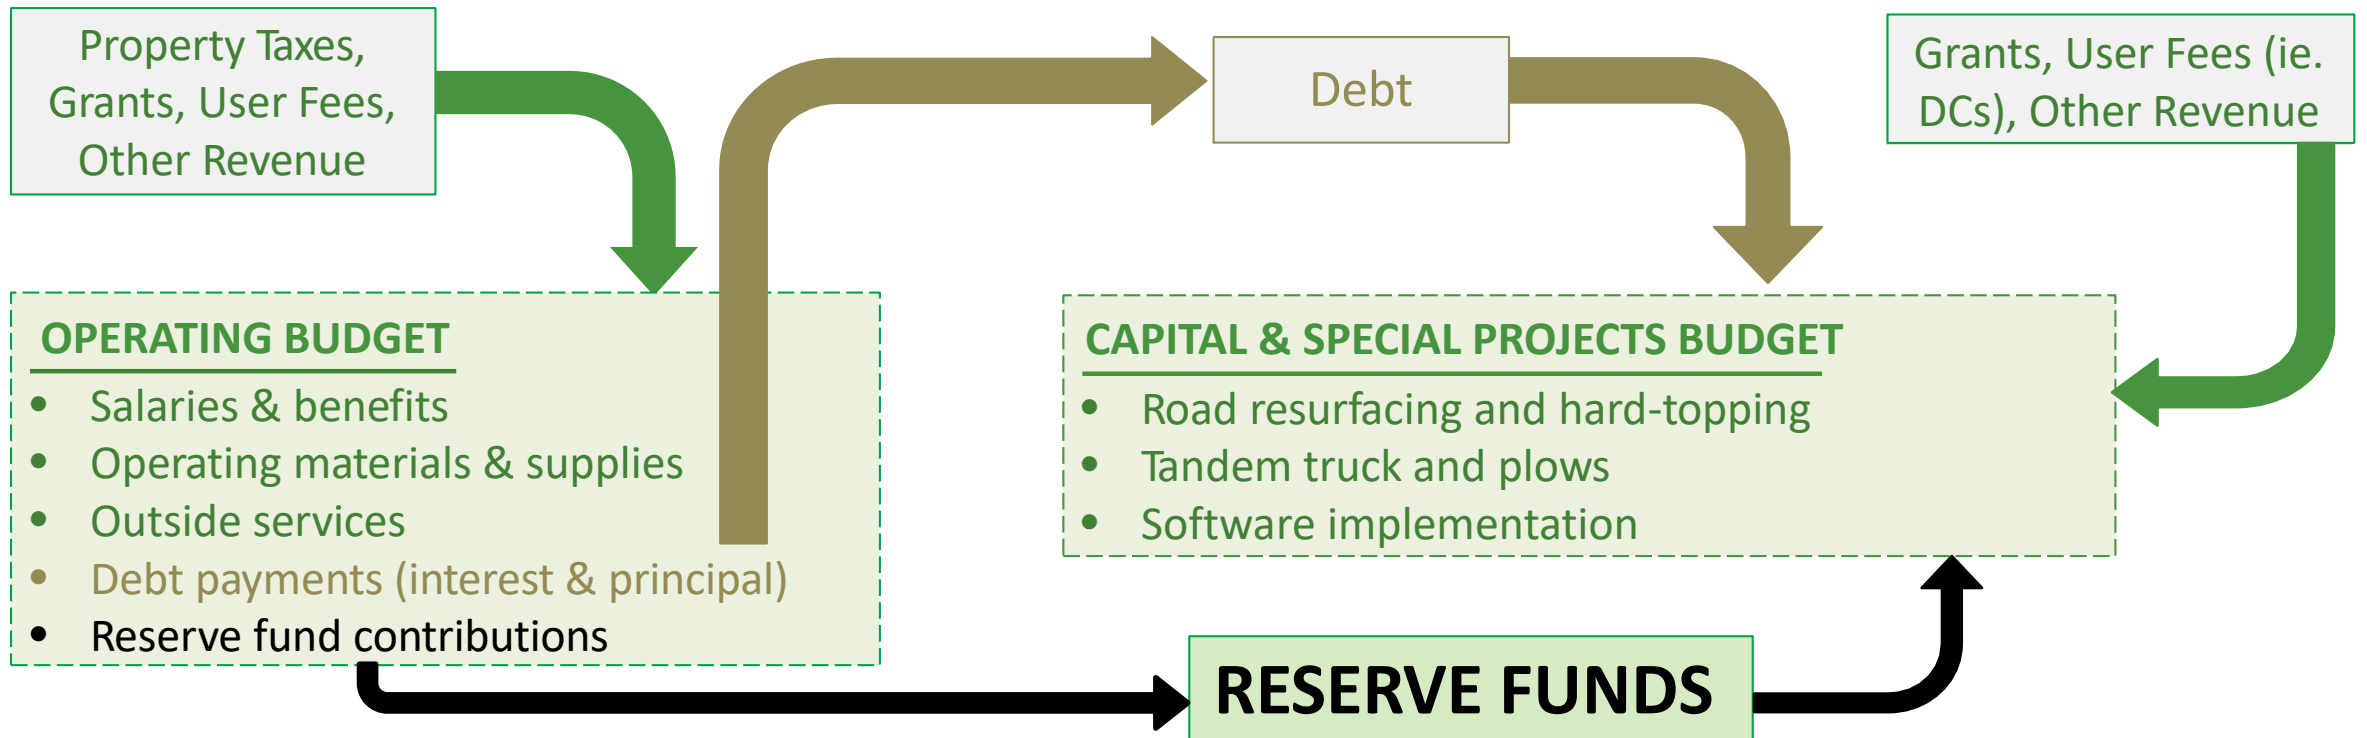 Property Taxes,
Grants, User Fees,
Other Revenue
Debt
Grants, User Fees (ie.
DCs), Other Revenue
OPERATING BUDGET
• Salaries & benefits
• Operating materials & supplies
• Outside services
• Debt payments (interest & principal)
• Reserve fund contributions
CAPITAL & SPECIAL PROJECTS BUDGET
• Road resurfacing and hard-topping
• Tandem truck and plows
• Software implementation
RESERVE FUNDS